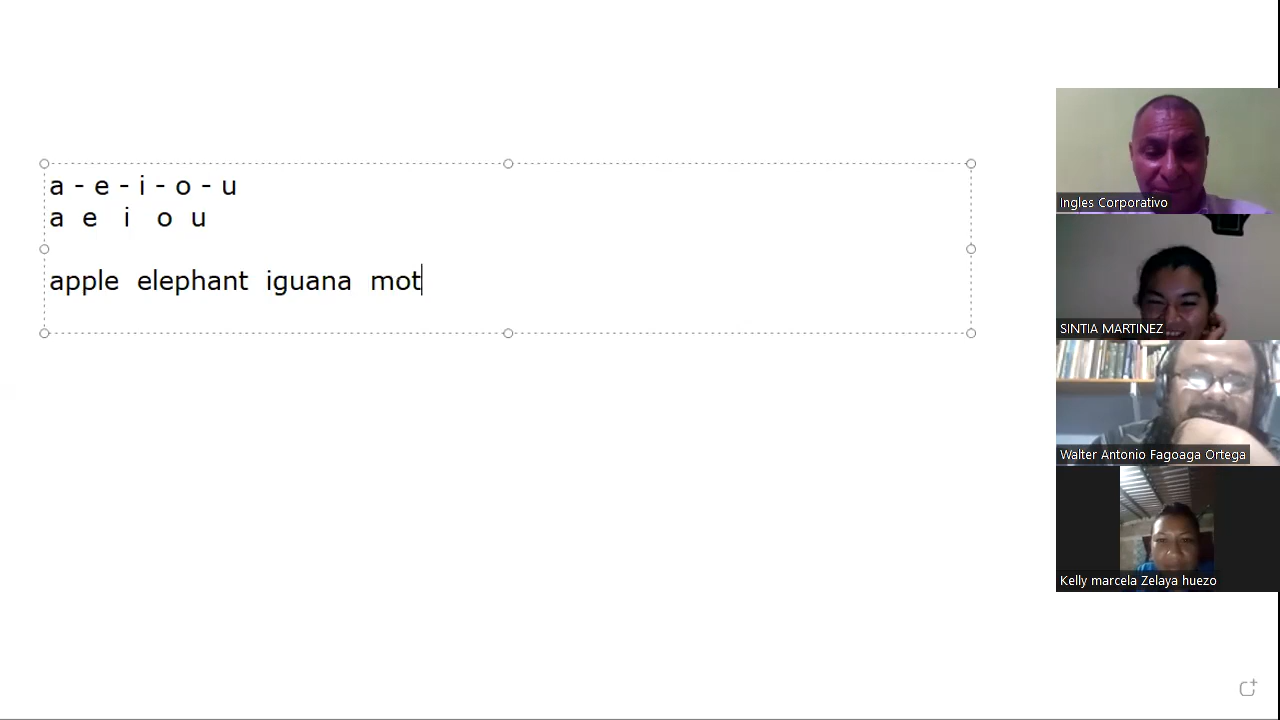 a - e - i - o - u
a e i o u
apple elephant iguana mot
Ingles Corporativo
SINTIA MARTINEZ
Walter Antonio Fagoaga Ortega
Kelly marcela Zelaya huezo